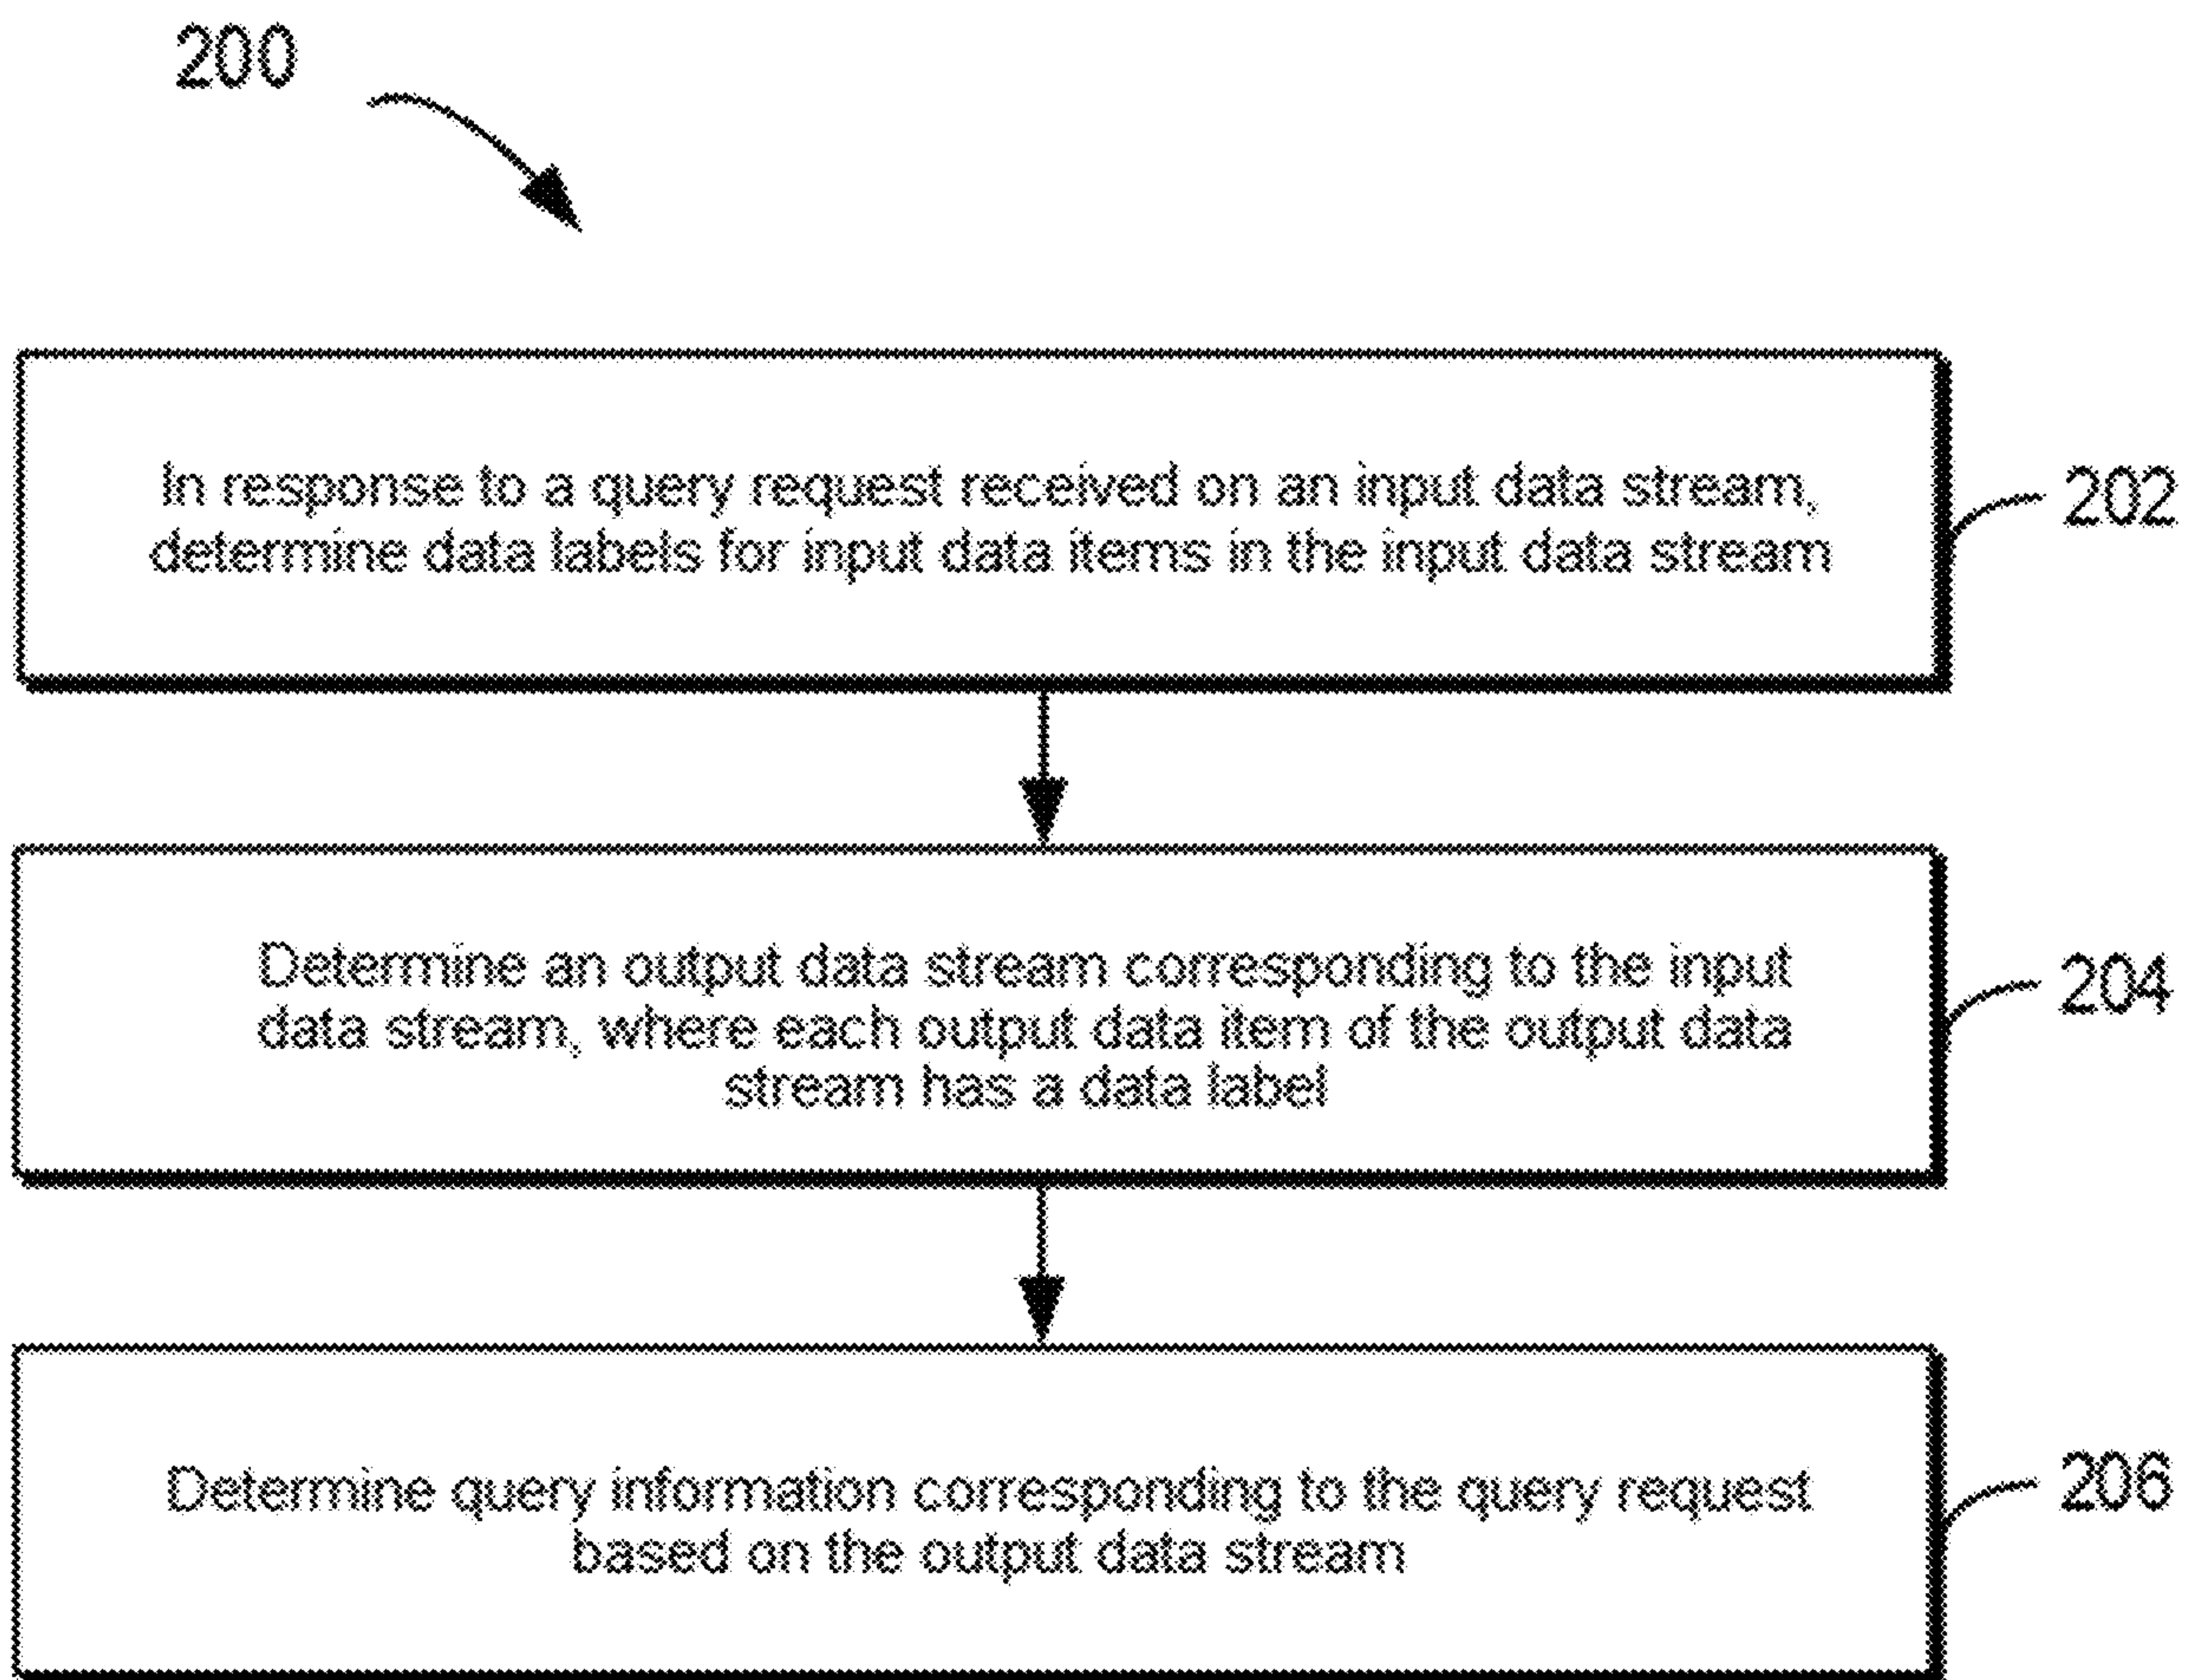 200
In response to a query request received on an input data stream,
determine data labels for input data items in the input data stream
202
Determine an output data stream corresponding to the input
data stream, where each output data item of the output data
stream has a data label
204
Determine query information corresponding to the query request
based on the output data stream
206